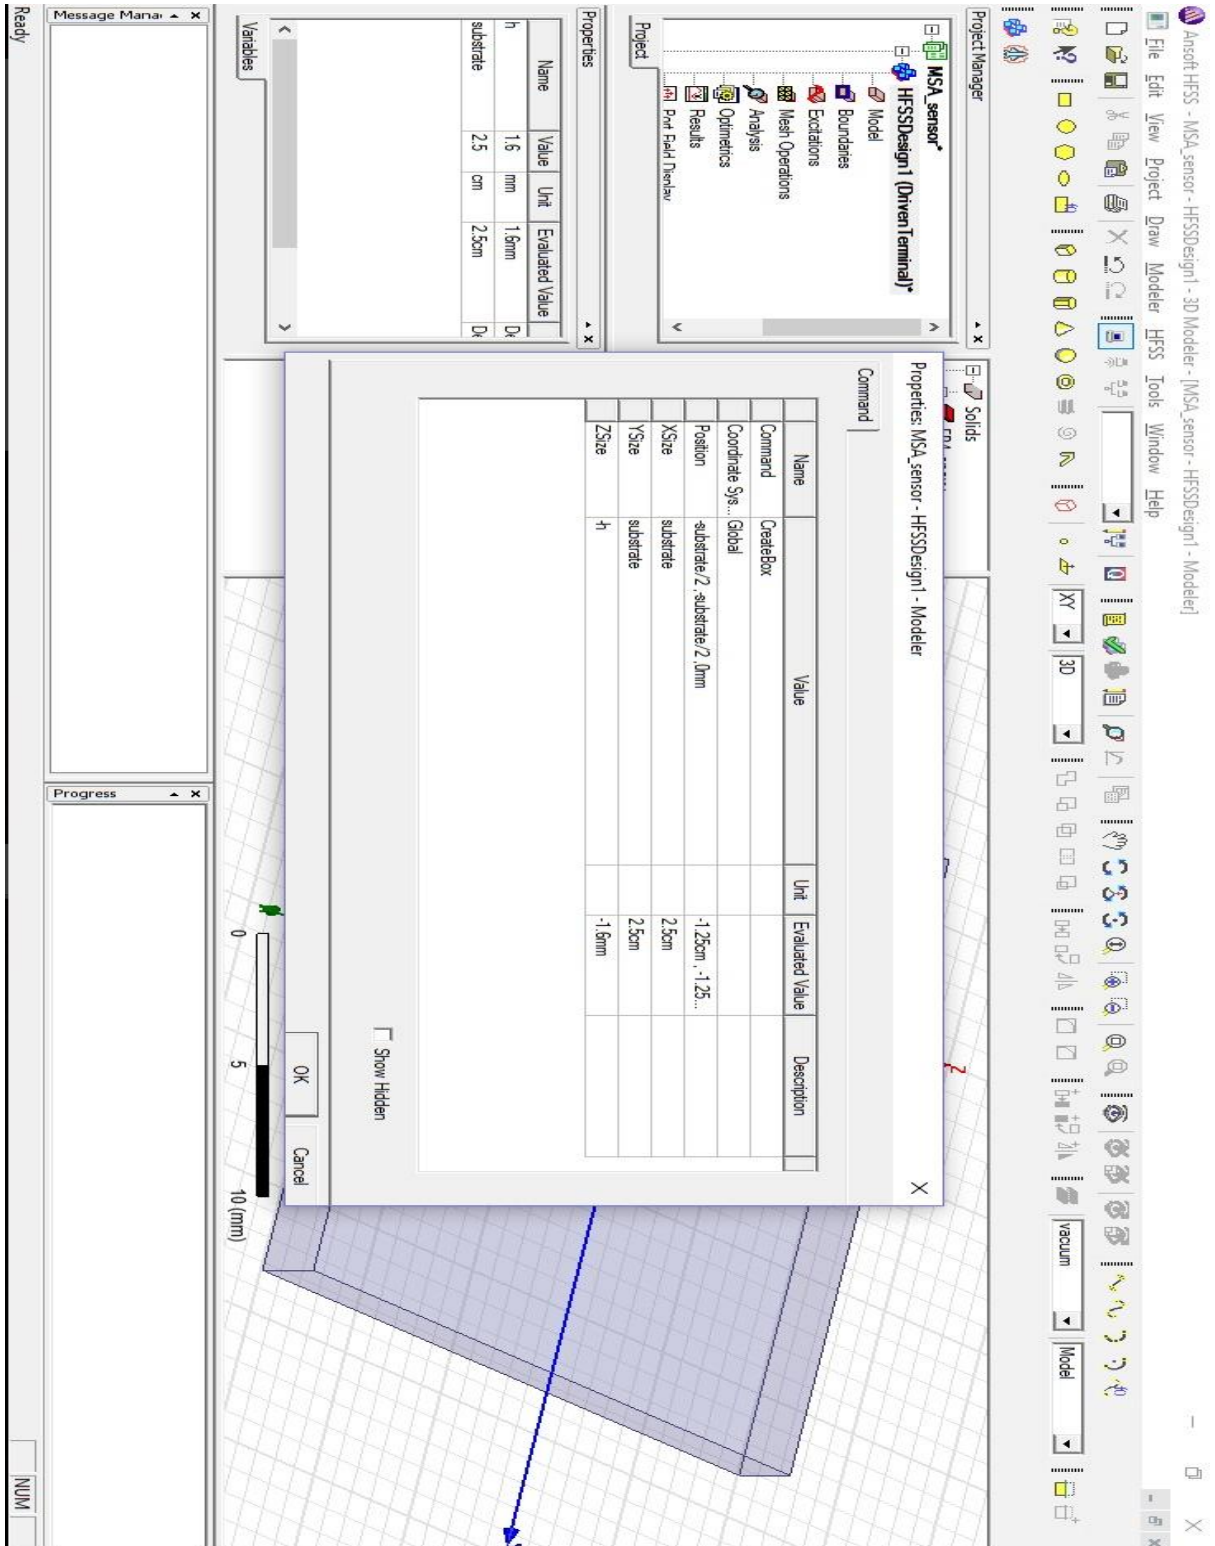 Ansoft HFSS - MSA_sensor - HFSSDesign1 - 3D Modeler - [MSA_sensor - HFSSDesign1 - Modeler]
File Edit View Project Draw Modeler HFSS Tools Window Help
XY 3D vacuum Model
Project Manager
MSA_sensor*
HFSSDesign1 (DrivenTerminal)*
Model
Boundaries
Excitations
Mesh Operations
Analysis
Optimetrics
Results
Port Field Display
Project
Solids
Properties
Name Value Unit Evaluated Value
h 1.6 mm 1.6mm De
substrate 2.5 cm 2.5cm De
Variables
Properties: MSA_sensor - HFSSDesign1 - Modeler
Command
Name Value Unit Evaluated Value Description
Command CreateBox
Coordinate Sys... Global
Position -substrate/2 ,-substrate/2 ,0mm -1.25cm , -1.25...
XSize substrate 2.5cm
YSize substrate 2.5cm
ZSize -h -1.6mm
Show Hidden
OK Cancel
Z
0 5 10 (mm)
Message Mana
Progress
Ready NUM